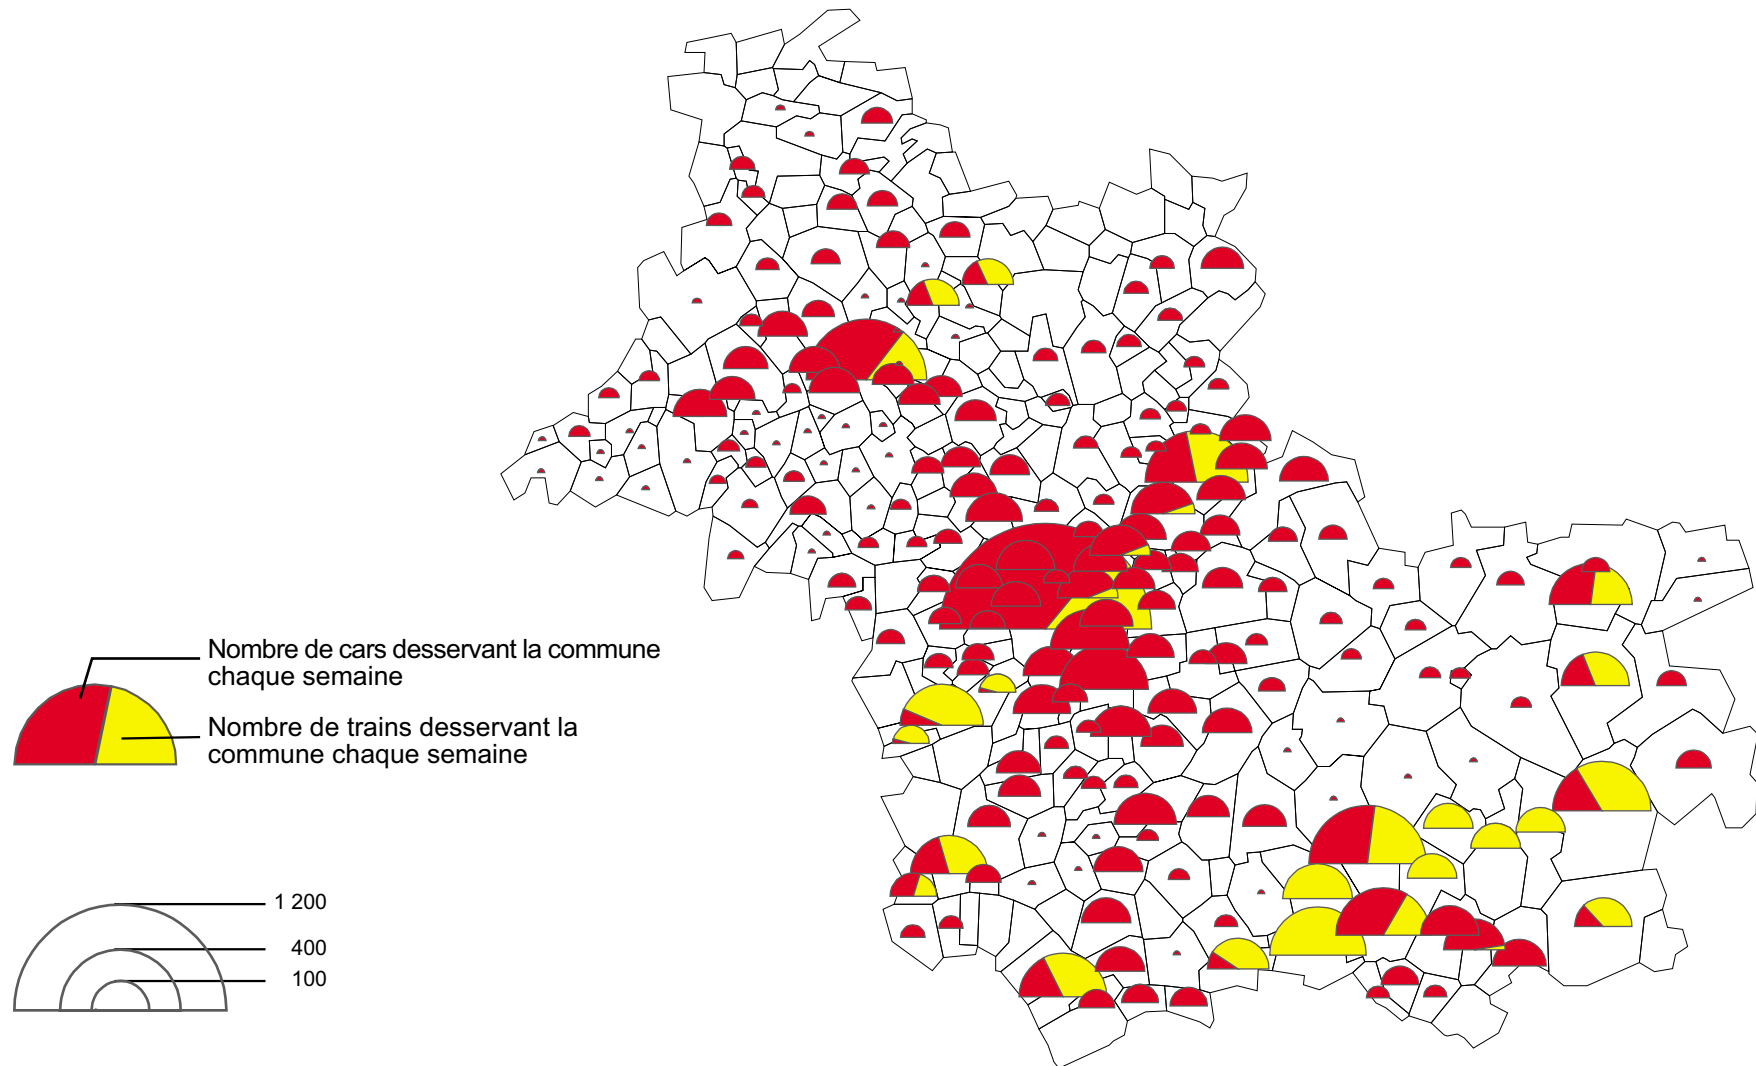 Nombre de cars desservant la commune
chaque semaine
Nombre de trains desservant la
commune chaque semaine
1 200
400
100